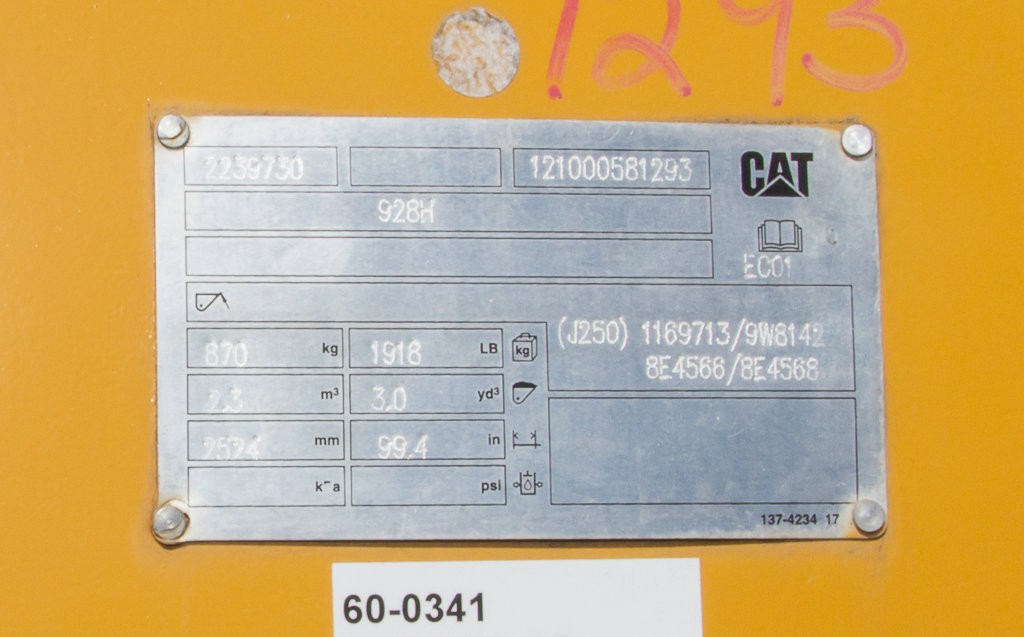 1293
2239730 121000581293
CAT
928H
EC01
(J250) 1169713/9W8142
8E4566/8E4568
870 kg 1918 LB kg
2.3 m³ 3.0 yd³
2524 mm 99.4 in
psi
137-4234 17
60-0341